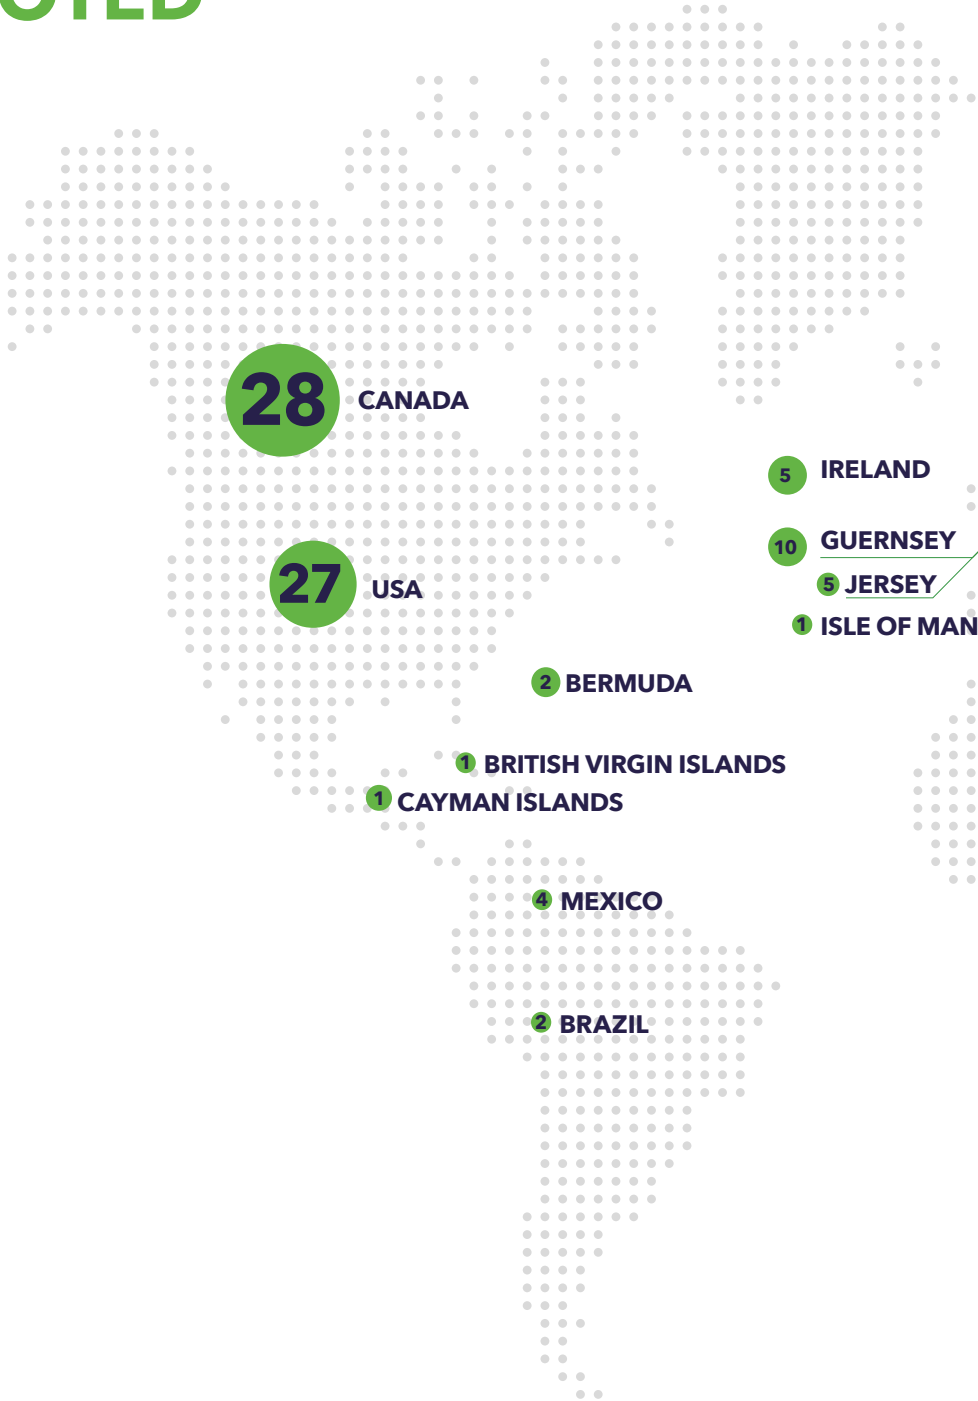 28 CANADA
5 IRELAND
10 GUERNSEY
27 USA
5 JERSEY
1 ISLE OF MAN
2 BERMUDA
1 BRITISH VIRGIN ISLANDS
1 CAYMAN ISLANDS
4 MEXICO
2 BRAZIL